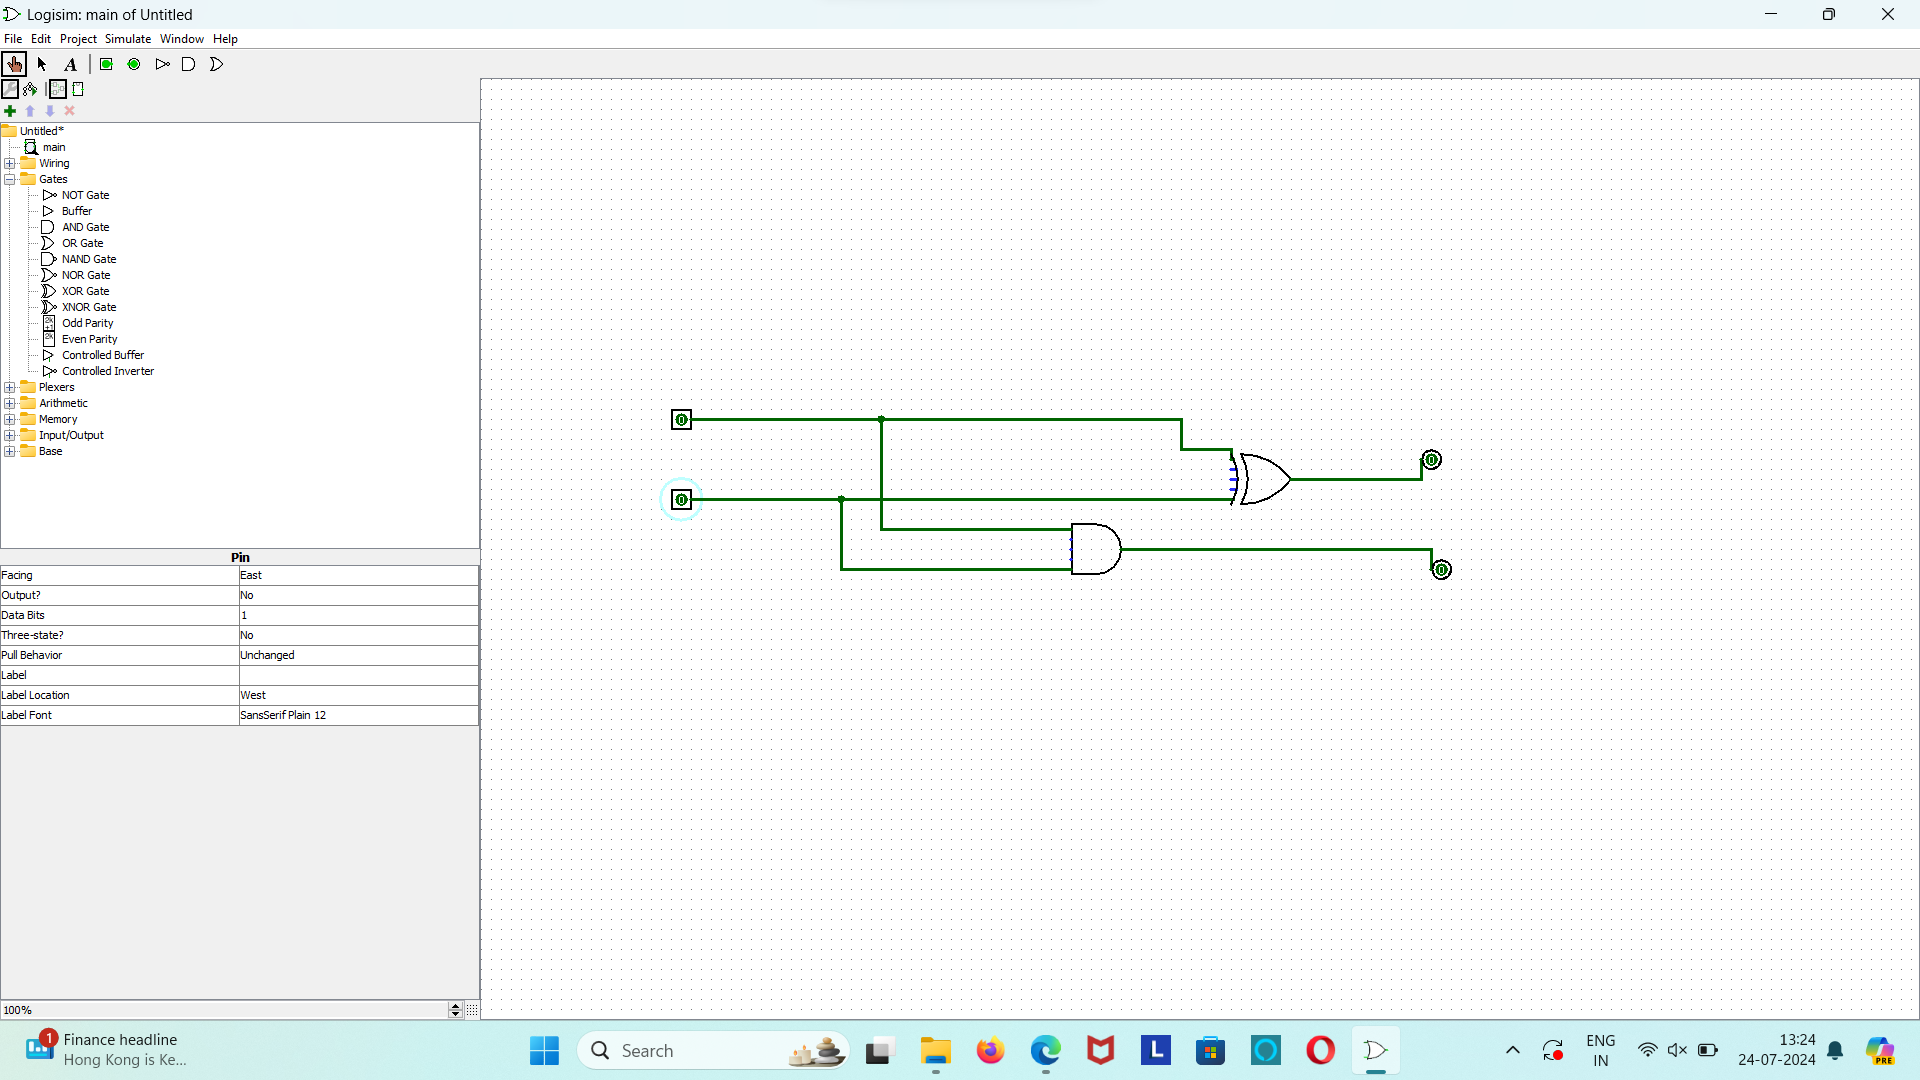 Logisim: main of Untitled
File Edit Project Simulate Window Help
A
Untitled*
main
Wiring
Gates
NOT Gate
Buffer
AND Gate
OR Gate
NAND Gate
NOR Gate
XOR Gate
XNOR Gate
2k+1 Odd Parity
2k Even Parity
Controlled Buffer
Controlled Inverter
Plexers
Arithmetic
Memory
Input/Output
Base
Pin
Facing East
Output? No
Data Bits 1
Three-state? No
Pull Behavior Unchanged
Label
Label Location West
Label Font SansSerif Plain 12
100%
0
0
0
0
1
Finance headline
Hong Kong is Ke...
Search
L
PRE
ENG
IN
13:24
24-07-2024